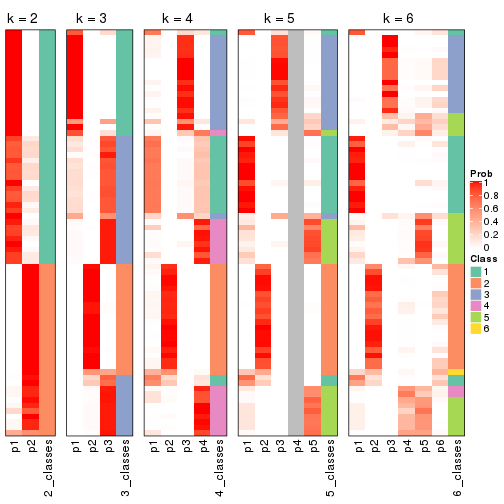 k = 2
k = 3
k = 4
k = 5
k = 6
p1
p2
2_classes
p1
p2
p3
3_classes
p1
p2
p3
p4
4_classes
p1
p2
p3
p4
p5
5_classes
p1
p2
p3
p4
p5
p6
6_classes
Prob
1
0.8
0.6
0.4
0.2
0
Class
1
2
3
4
5
6